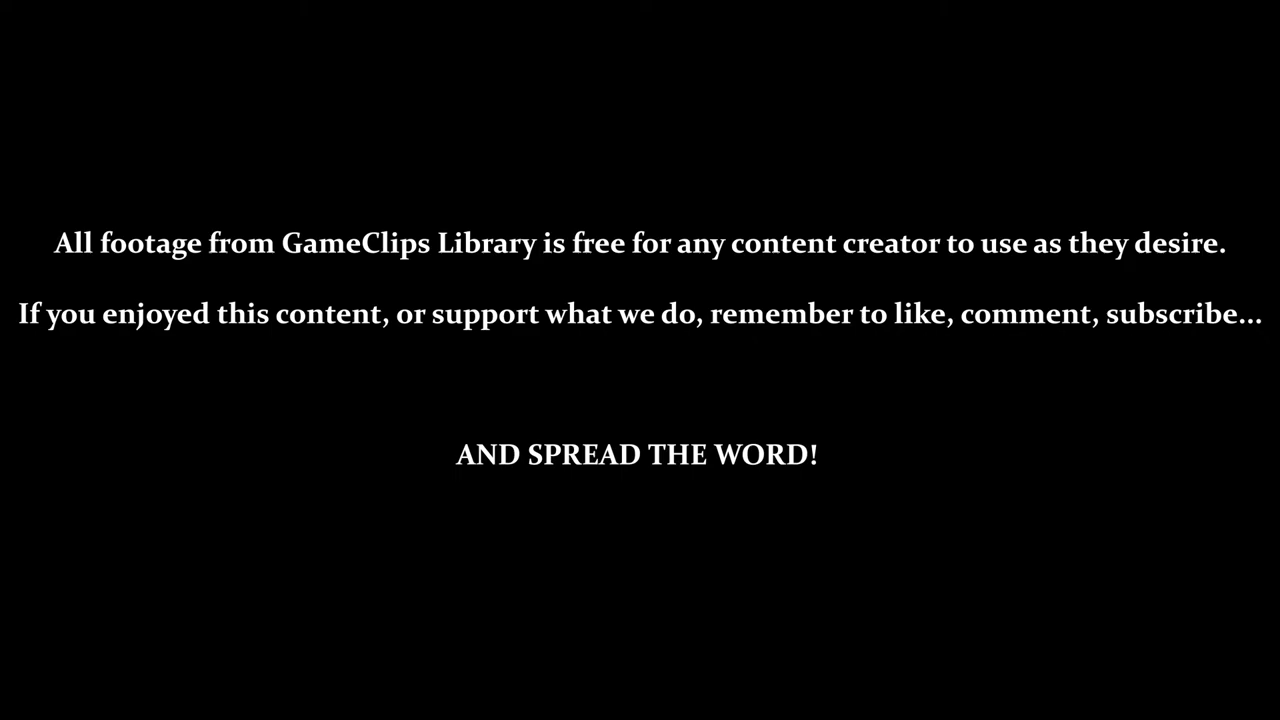 All footage from GameClips Library is free for any content creator to use as they desire.
If you enjoyed this content, or support what we do, remember to like, comment, subscribe...
AND SPREAD THE WORD!